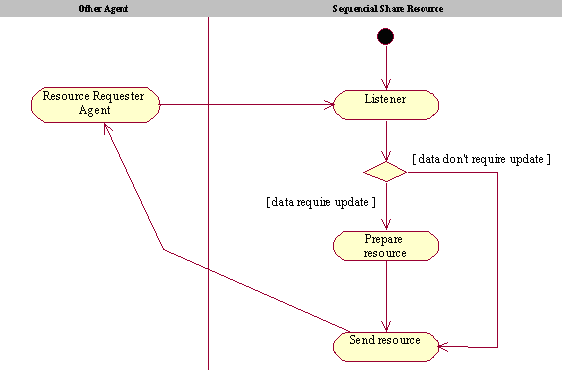 Other Agent
Sequential Share Resource
Resource Requester
Agent
Listener
[ data don't require update ]
[ data require update ]
Prepare
resource
Send resource